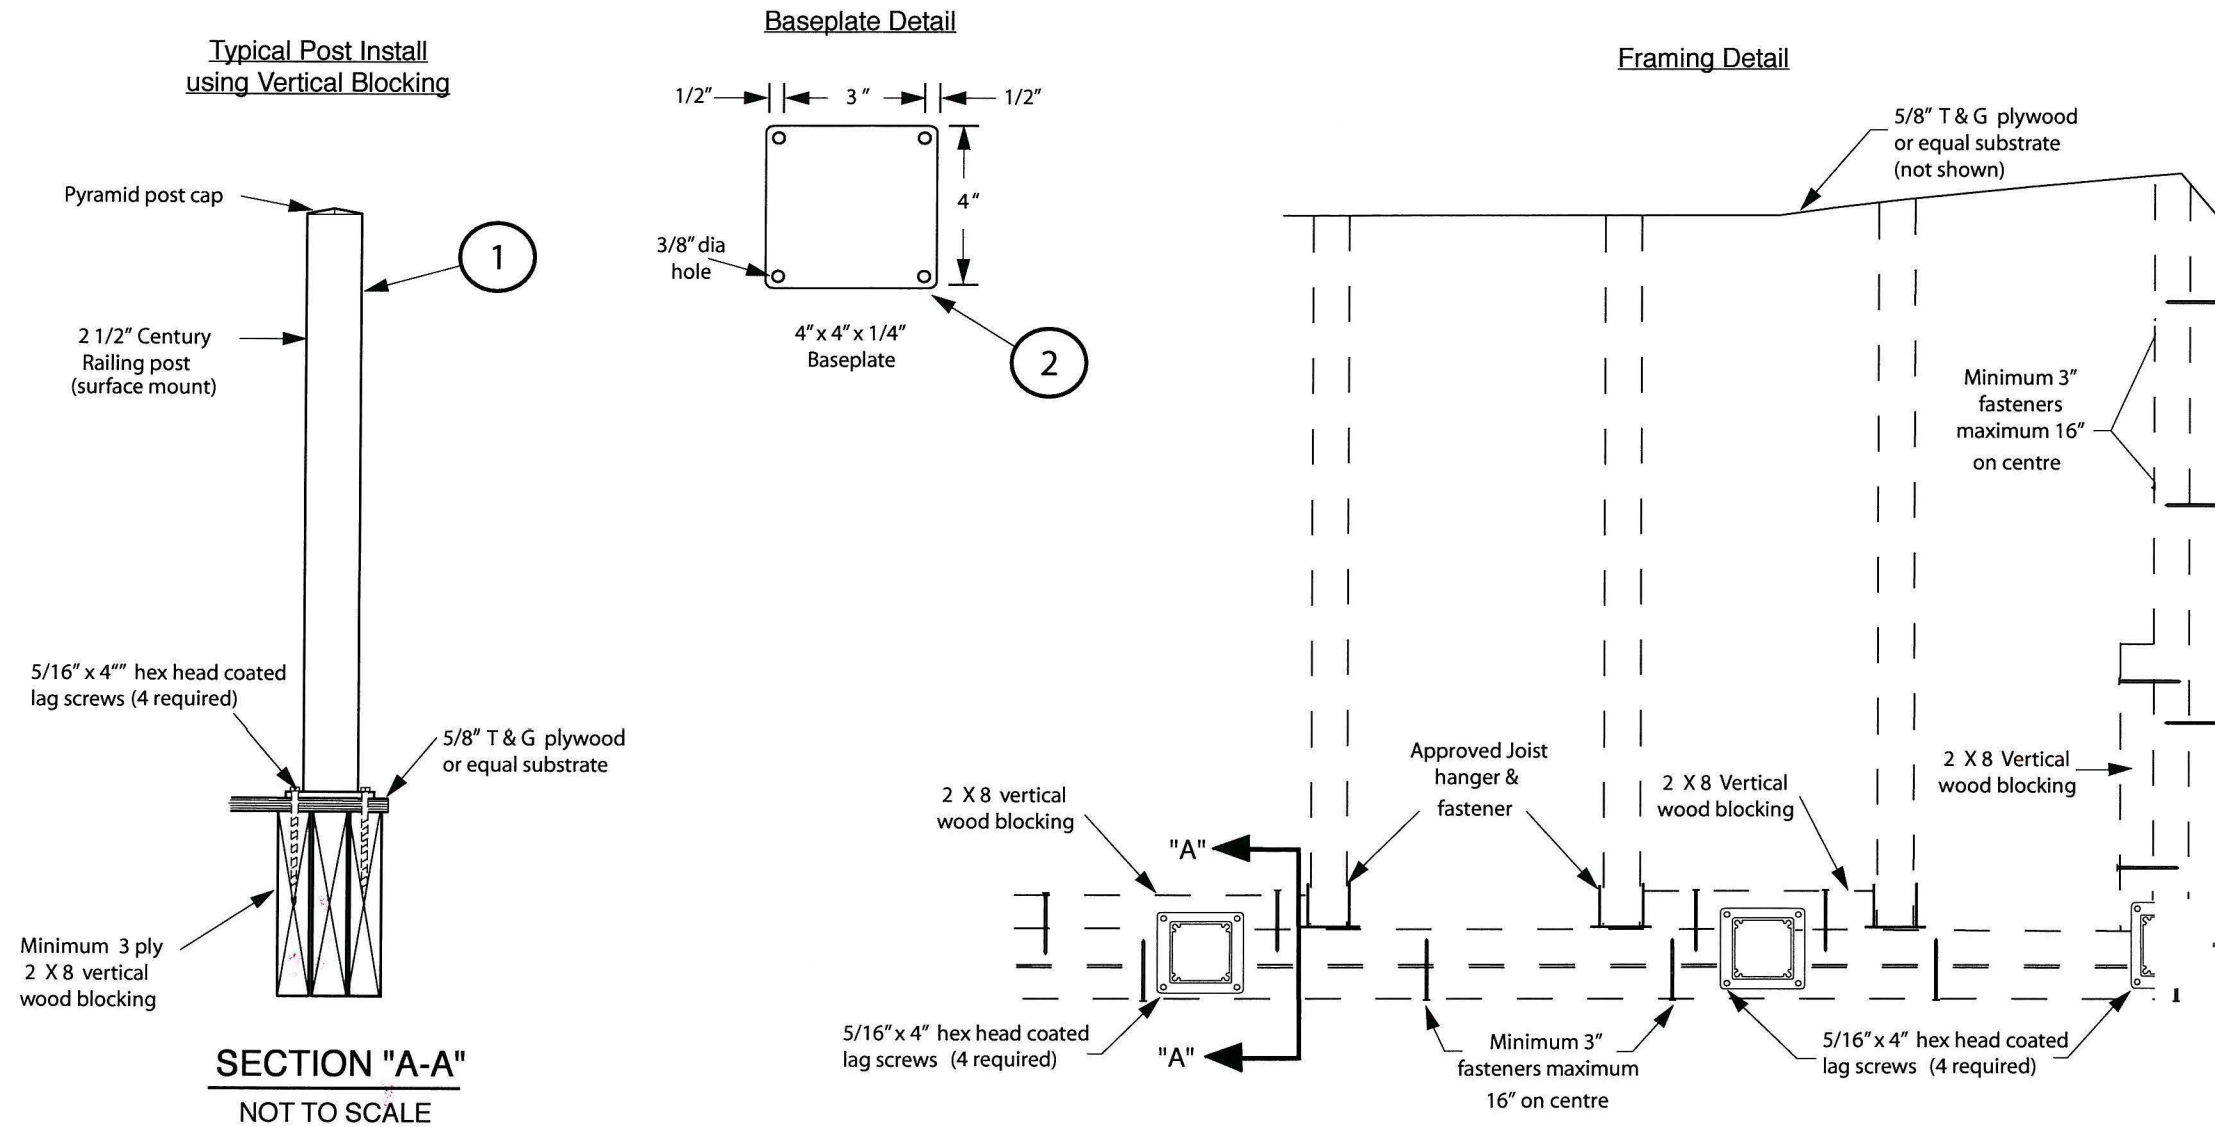 Typical Post Install
using Vertical Blocking
Pyramid post cap
1
2 1/2" Century
Railing post
(surface mount)
5/16" x 4"" hex head coated
lag screws (4 required)
5/8" T & G plywood
or equal substrate
Minimum 3 ply
2 X 8 vertical
wood blocking
SECTION "A-A"
NOT TO SCALE
Baseplate Detail
1/2" 3" 1/2"
4"
3/8" dia
hole
4" x 4" x 1/4"
Baseplate
2
Framing Detail
5/8" T & G plywood
or equal substrate
(not shown)
Minimum 3"
fasteners
maximum 16"
on centre
2 X 8 vertical
wood blocking
"A"
Approved Joist
hanger &
fastener
2 X 8 Vertical
wood blocking
2 X 8 Vertical
wood blocking
5/16" x 4" hex head coated
lag screws (4 required)
"A"
Minimum 3"
fasteners maximum
16" on centre
5/16" x 4" hex head coated
lag screws (4 required)